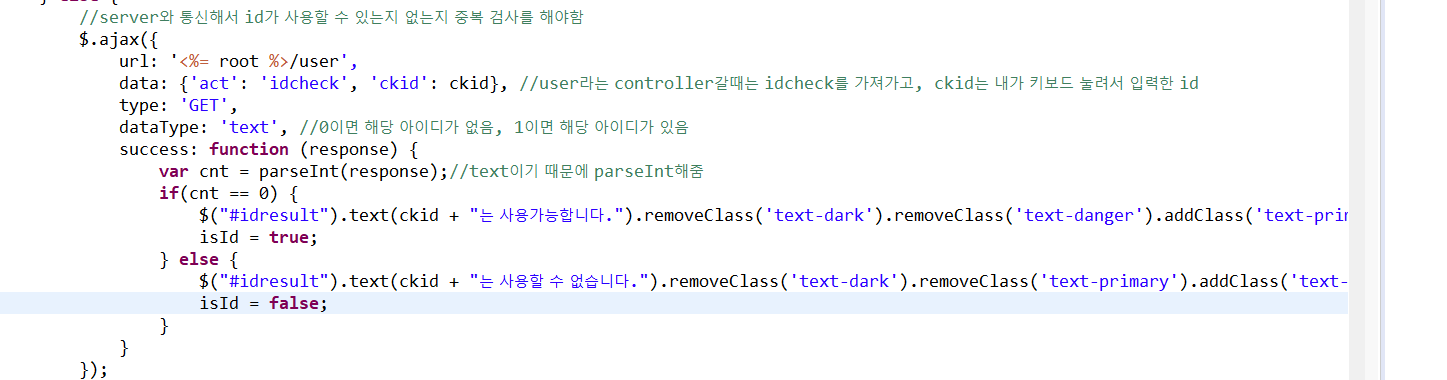 } else {
//server와 통신해서 id가 사용할 수 있는지 없는지 중복 검사를 해야함
$.ajax({
url: '<%= root %>/user',
data: {'act': 'idcheck', 'ckid': ckid}, //user라는 controller갈때는 idcheck를 가져가고, ckid는 내가 키보드 눌려서 입력한 id
type: 'GET',
dataType: 'text', //0이면 해당 아이디가 없음, 1이면 해당 아이디가 있음
success: function (response) {
var cnt = parseInt(response);//text이기 때문에 parseInt해줌
if(cnt == 0) {
$("#idresult").text(ckid + "는 사용가능합니다.").removeClass('text-dark').removeClass('text-danger').addClass('text-pri
isId = true;
} else {
$("#idresult").text(ckid + "는 사용할 수 없습니다.").removeClass('text-dark').removeClass('text-primary').addClass('text-
isId = false;
}
}
});